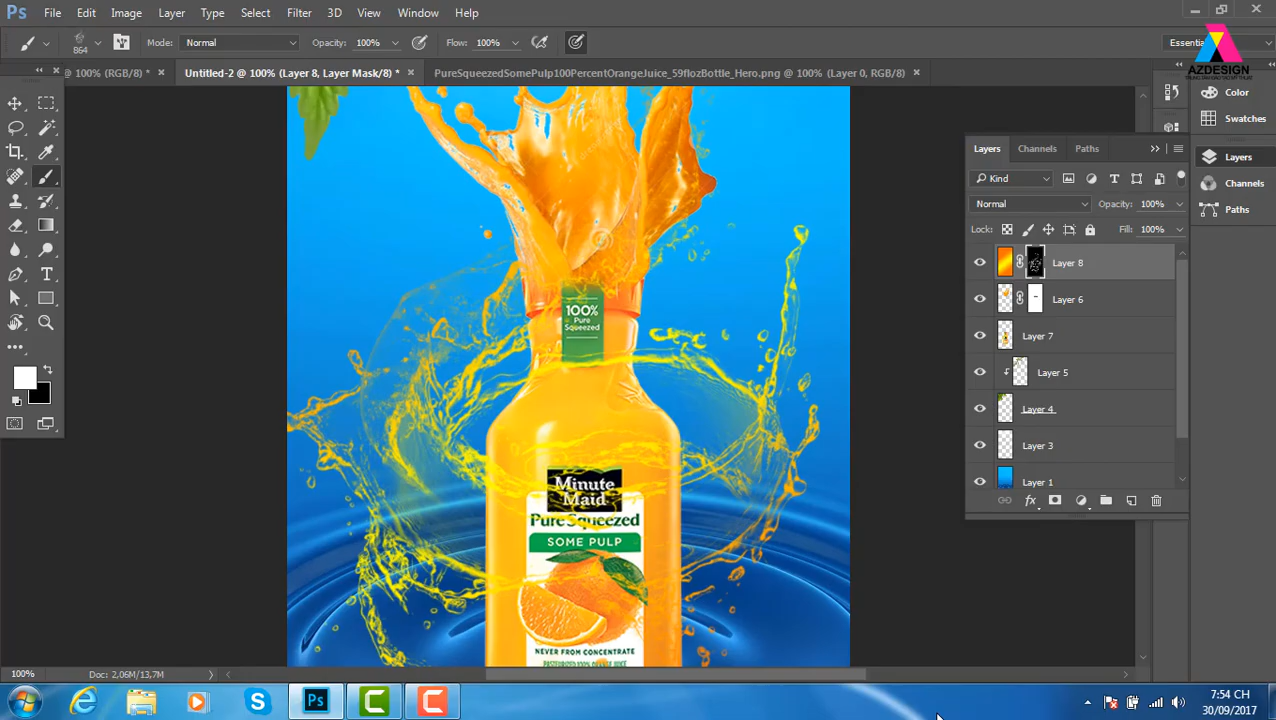 Ps File Edit Image Layer Type Select Filter 3D View Window Help
864 Mode: Normal Opacity: 100% Flow: 100% Essentia
AZDESIGN
@ 100% (RGB/8) * Untitled-2 @ 100% (Layer 8, Layer Mask/8) * PureSqueezedSomePulp100PercentOrangeJuice_59flozBottle_Hero.png @ 100% (Layer 0, RGB/8)
Color
Swatches
Layers
Channels
Paths
Layers Channels Paths
Kind
Normal Opacity: 100%
Lock: Fill: 100%
Layer 8
Layer 6
Layer 7
Layer 5
Layer 4
Layer 3
Layer 1
fx
100%
Pure
Squeezed
Minute
Maid
Pure Squeezed
SOME PULP
NEVER FROM CONCENTRATE
100% Doc: 2,06M/13,7M
Ps
7:54 CH
30/09/2017